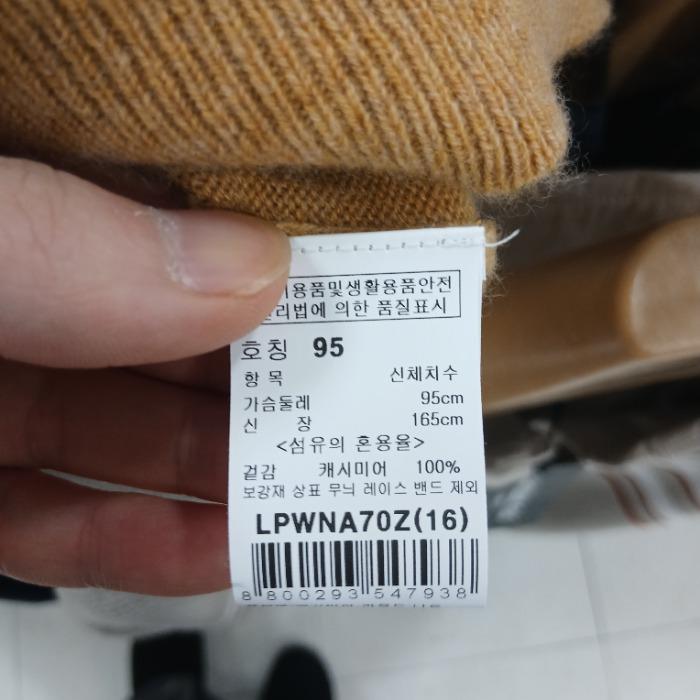 용품및생활용품안전
리법에 의한 품질표시
호칭 95
항 목 신체치수
가슴둘레 95cm
신 장 165cm
<섬유의 혼용율>
겉감 캐시미어 100%
보강재 상표 무늬 레이스 밴드 제외
LPWNA70Z(16)
8 800293 547938